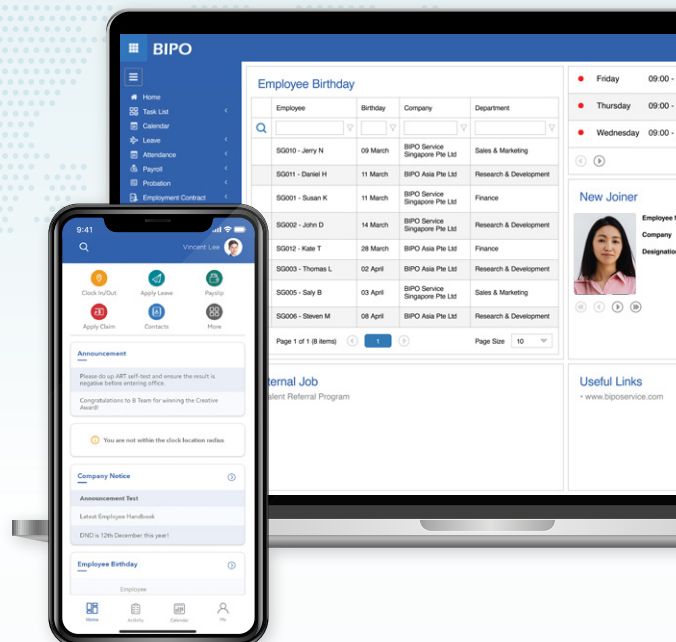 BIPO
Home
Task List
Calendar
Leave
Attendance
Payroll
Probation
Employment Contract
Employee Birthday
Employee Birthday Company Department
SG010 - Jerry N 09 March BIPO Service Singapore Pte Ltd Sales & Marketing
SG011 - Daniel H 11 March BIPO Asia Pte Ltd Research & Development
SG001 - Susan K 11 March BIPO Service Singapore Pte Ltd Finance
SG002 - John D 14 March BIPO Service Singapore Pte Ltd Research & Development
SG012 - Kate T 28 March BIPO Asia Pte Ltd Finance
SG003 - Thomas L 02 April BIPO Asia Pte Ltd Research & Development
SG005 - Saly B 03 April BIPO Service Singapore Pte Ltd Sales & Marketing
SG006 - Steven M 08 April BIPO Asia Pte Ltd Research & Development
Page 1 of 1 (8 items) 1 Page Size 10
Friday 09:00 -
Thursday 09:00 -
Wednesday 09:00 -
New Joiner
Employee
Company
Designation
ternal Job
alent Referral Program
Useful Links
• www.biposervice.com
9:41
Vincent Lee
Clock In/Out Apply Leave Payslip
Apply Claim Contacts More
Announcement
Please do up ART self-test and ensure the result is
negative before entering office.
Congratulations to B Team for winning the Creative
Award!
You are not within the clock location radius
Company Notice
Announcement Test
Latest Employee Handbook
DND is 12th December this year!
Employee Birthday
Employee
Home Activity Calendar Me